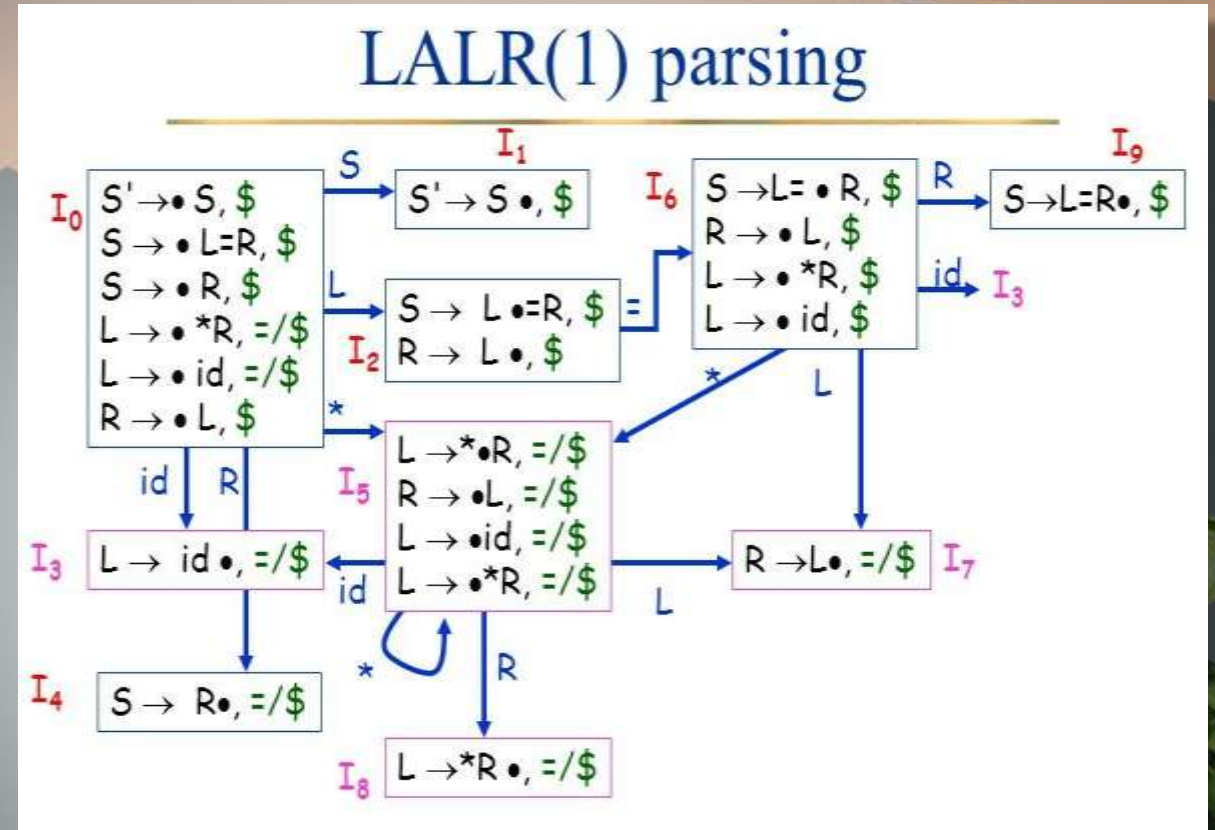 LALR(1) parsing
I₀
S'→• S, $
S → • L=R, $
S → • R, $
L → • *R, =/$
L → • id, =/$
R → • L, $
S
I₁
S' → S •, $
L
I₂
S → L •=R, $
R → L •, $
=
I₆
S →L= • R, $
R → • L, $
L → • *R, $
L → • id, $
R
I₉
S→L=R•, $
id
I₃
*
L
*
id
R
I₅
L →*•R, =/$
R → •L, =/$
L → •id, =/$
L → •*R, =/$
I₃
L → id •, =/$
id
L
R →L•, =/$
I₇
*
R
I₄
S → R•, =/$
I₈
L →*R •, =/$